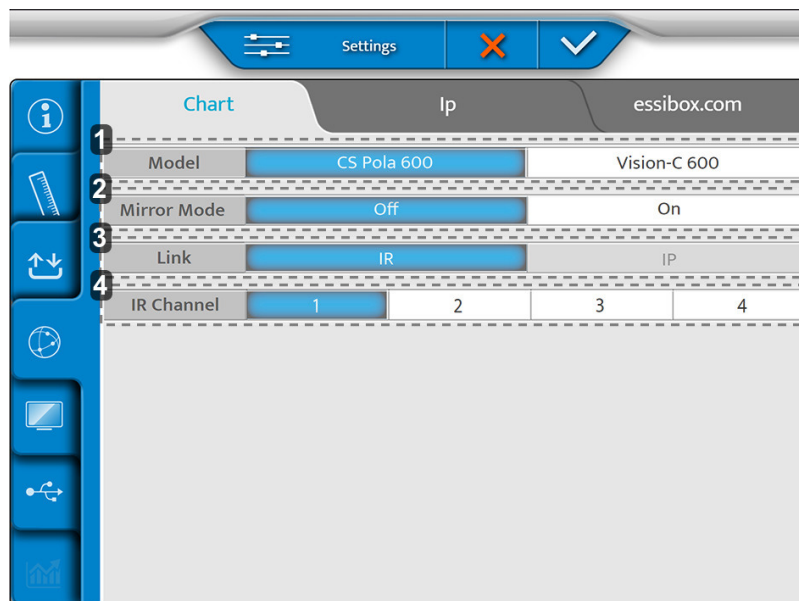 Settings
Chart Ip essibox.com
1
Model CS Pola 600 Vision-C 600
2
Mirror Mode Off On
3
Link IR IP
4
IR Channel 1 2 3 4